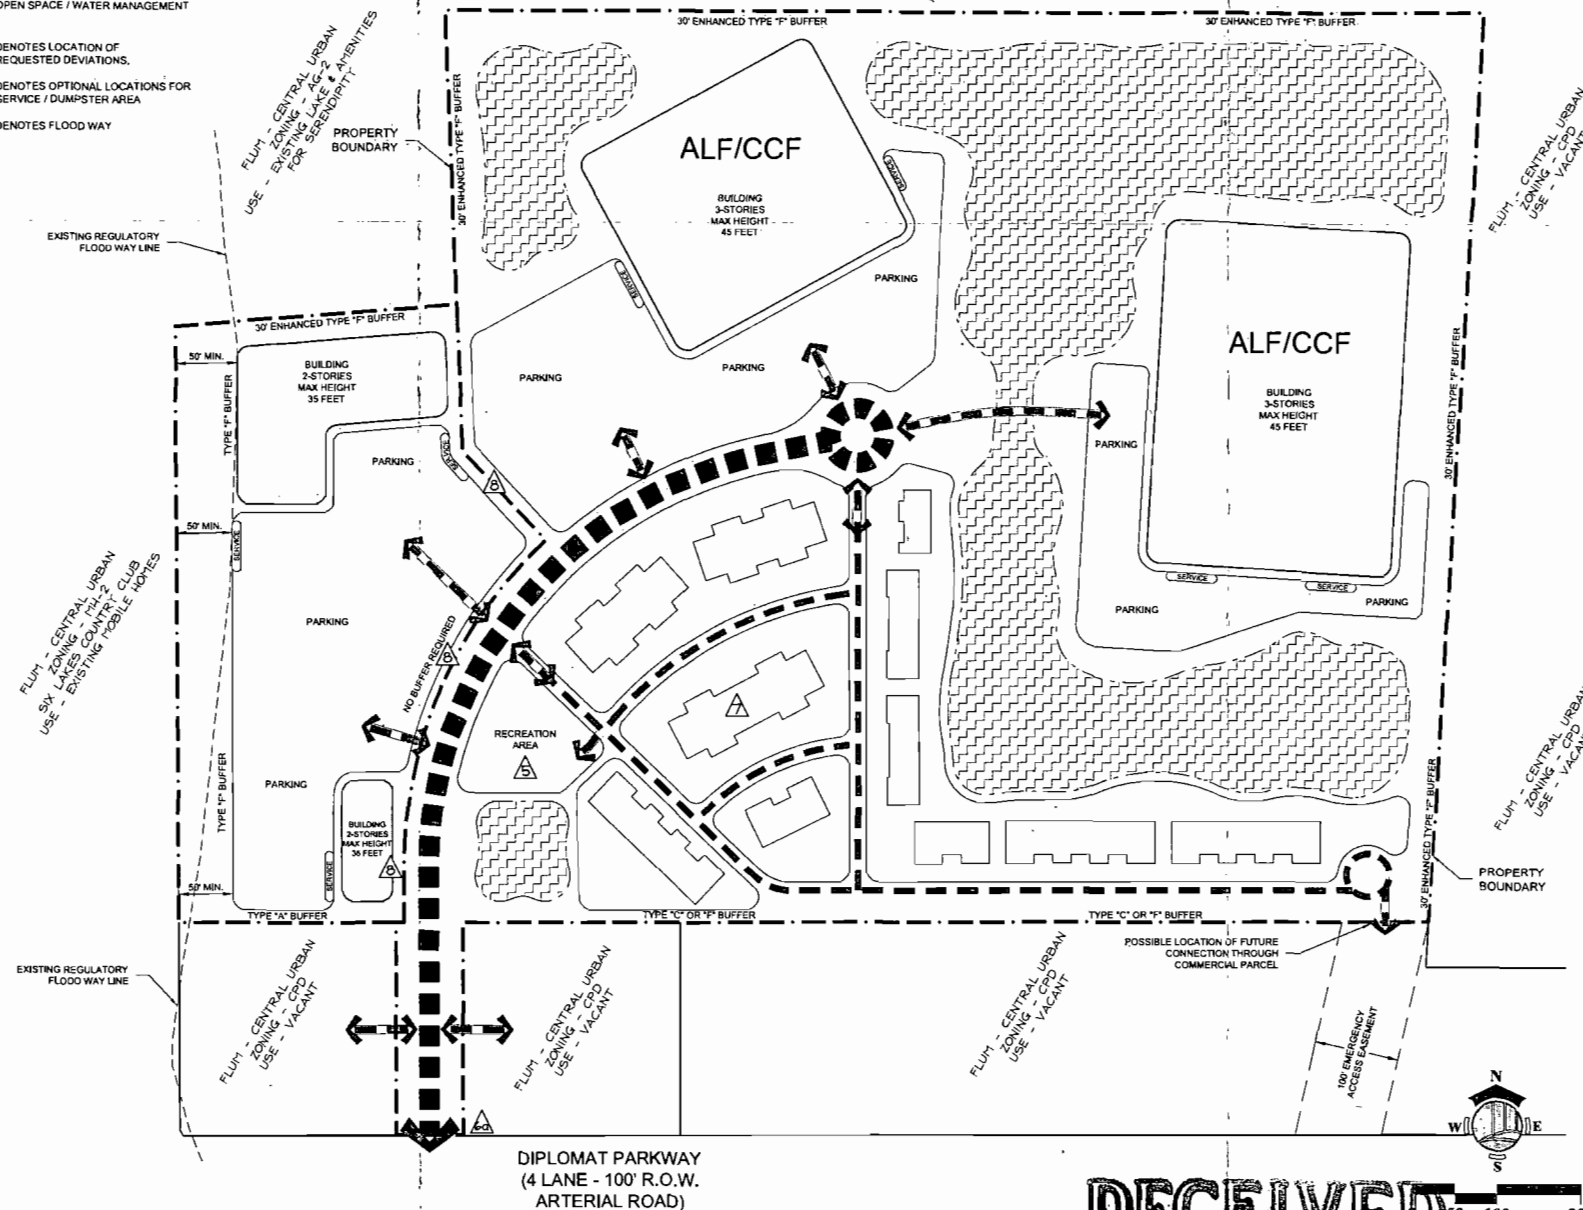 OPEN SPACE / WATER MANAGEMENT
DENOTES LOCATION OF
REQUESTED DEVIATIONS.
DENOTES OPTIONAL LOCATIONS FOR
SERVICE / DUMPSTER AREA
DENOTES FLOOD WAY
FLUM - CENTRAL URBAN
ZONING - AG-2
USE - EXISTING LAKE & AMENITIES
FOR SERENDIPITY
PROPERTY
BOUNDARY
30' ENHANCED TYPE "F" BUFFER
30' ENHANCED TYPE "F" BUFFER
30' ENHANCED TYPE "F" BUFFER
EXISTING REGULATORY
FLOOD WAY LINE
ALF/CCF
BUILDING
3-STORIES
MAX HEIGHT
45 FEET
SERVICE
SERVICE
PARKING
PARKING
PARKING
FLUM - CENTRAL URBAN
ZONING - CPD
USE - VACANT
ALF/CCF
BUILDING
3-STORIES
MAX HEIGHT
45 FEET
30' ENHANCED TYPE "F" BUFFER
PARKING
SERVICE
SERVICE
PARKING
PARKING
30' ENHANCED TYPE "F" BUFFER
50' MIN.
BUILDING
2-STORIES
MAX HEIGHT
35 FEET
TYPE "F" BUFFER
PARKING
SERVICE
8
50' MIN.
SERVICE
FLUM - CENTRAL URBAN
ZONING - MH-2
SIX LAKES COUNTRY CLUB
USE - EXISTING MOBILE HOMES
PARKING
NO BUFFER REQUIRED
8
RECREATION
AREA
5
7
TYPE "F" BUFFER
PARKING
BUILDING
2-STORIES
MAX HEIGHT
36 FEET
8
SERVICE
50' MIN.
TYPE "A" BUFFER
TYPE "C" OR "F" BUFFER
TYPE "C" OR "F" BUFFER
FLUM - CENTRAL URBAN
ZONING - CPD
USE - VACANT
30' ENHANCED TYPE "F" BUFFER
PROPERTY
BOUNDARY
POSSIBLE LOCATION OF FUTURE
CONNECTION THROUGH
COMMERCIAL PARCEL
EXISTING REGULATORY
FLOOD WAY LINE
FLUM - CENTRAL URBAN
ZONING - CPD
USE - VACANT
FLUM - CENTRAL URBAN
ZONING - CPD
USE - VACANT
FLUM - CENTRAL URBAN
ZONING - CPD
USE - VACANT
100' EMERGENCY
ACCESS EASEMENT
N
W
E
S
DIPLOMAT PARKWAY
(4 LANE - 100' R.O.W.
ARTERIAL ROAD)
RECEIVED